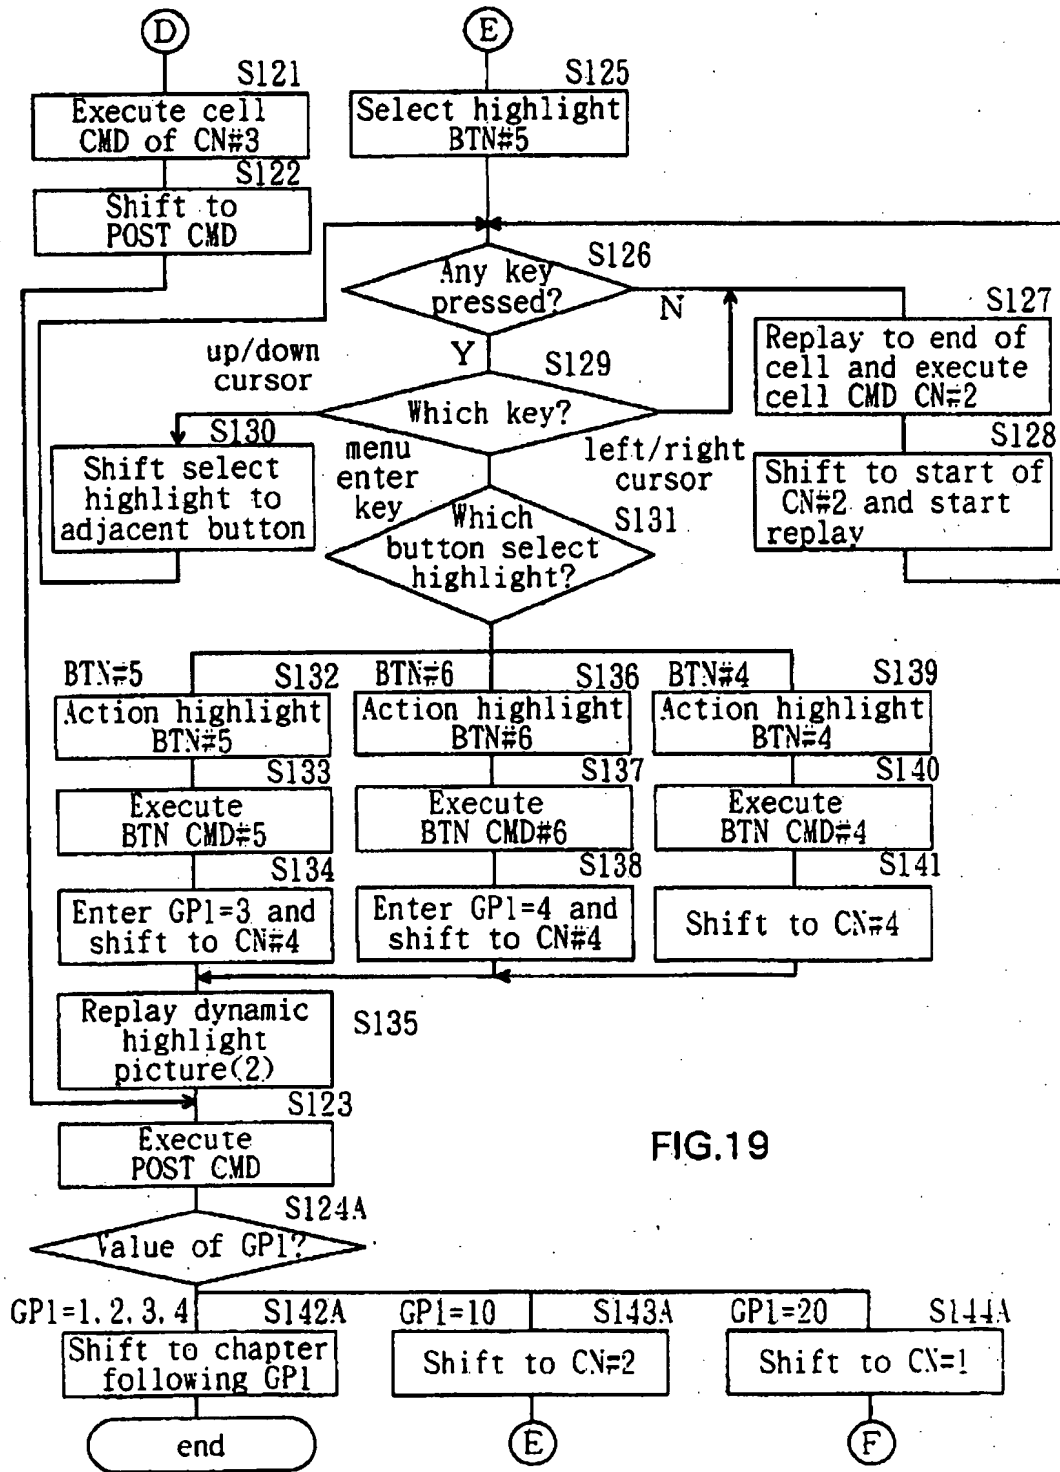 D
E
S121
S125
Execute cell
CMD of CN#3
Select highlight
BTN#5
S122
Shift to
POST CMD
S126
Any key
pressed?
N
S127
Replay to end of
cell and execute
cell CMD CN#2
Y
up/down
cursor
S129
Which key?
S130
Shift select
highlight to
adjacent button
menu
enter
key
left/right
cursor
S128
Shift to start of
CN#2 and start
replay
S131
Which
button select
highlight?
BTN#5
S132
BTN#6
S136
BTN#4
S139
Action highlight
BTN#5
Action highlight
BTN#6
Action highlight
BTN#4
S133
S137
S140
Execute
BTN CMD#5
Execute
BTN CMD#6
Execute
BTN CMD#4
S134
S138
S141
Enter GP1=3 and
shift to CN#4
Enter GP1=4 and
shift to CN#4
Shift to CN#4
Replay dynamic
highlight
picture(2)
S135
S123
Execute
POST CMD
FIG.19
S124A
Value of GP1?
GP1=1, 2, 3, 4
S142A
GP1=10
S143A
GP1=20
S144A
Shift to chapter
following GP1
Shift to CN=2
Shift to CN=1
end
E
F